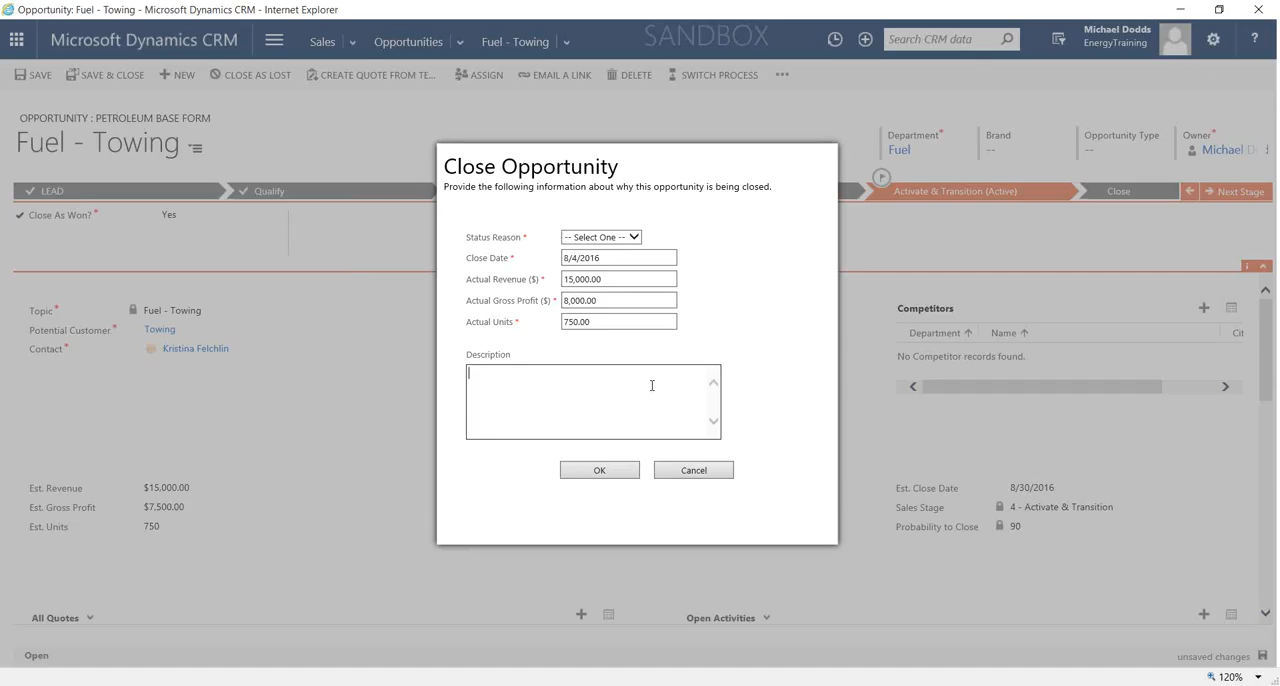 Opportunity: Fuel - Towing - Microsoft Dynamics CRM - Internet Explorer
Microsoft Dynamics CRM Sales Opportunities Fuel - Towing SANDBOX Search CRM data Michael Dodds
EnergyTraining
SAVE SAVE & CLOSE NEW CLOSE AS LOST CREATE QUOTE FROM TE... ASSIGN EMAIL A LINK DELETE SWITCH PROCESS
OPPORTUNITY : PETROLEUM BASE FORM
Fuel - Towing
Department* Brand Opportunity Type Owner*
Fuel -- -- Michael D
LEAD Qualify Activate & Transition (Active) Close Next Stage
Close As Won?* Yes
Close Opportunity
Provide the following information about why this opportunity is being closed.
Status Reason * -- Select One --
Close Date * 8/4/2016
Actual Revenue ($) * 15,000.00
Actual Gross Profit ($) * 8,000.00
Actual Units * 750.00
Description
OK Cancel
Topic* Fuel - Towing
Potential Customer* Towing
Contact* Kristina Felchlin
Competitors
Department Name Cit
No Competitor records found.
Est. Revenue $15,000.00
Est. Gross Profit $7,500.00
Est. Units 750
Est. Close Date 8/30/2016
Sales Stage 4 - Activate & Transition
Probability to Close 90
All Quotes Open Activities
Open unsaved changes
120%